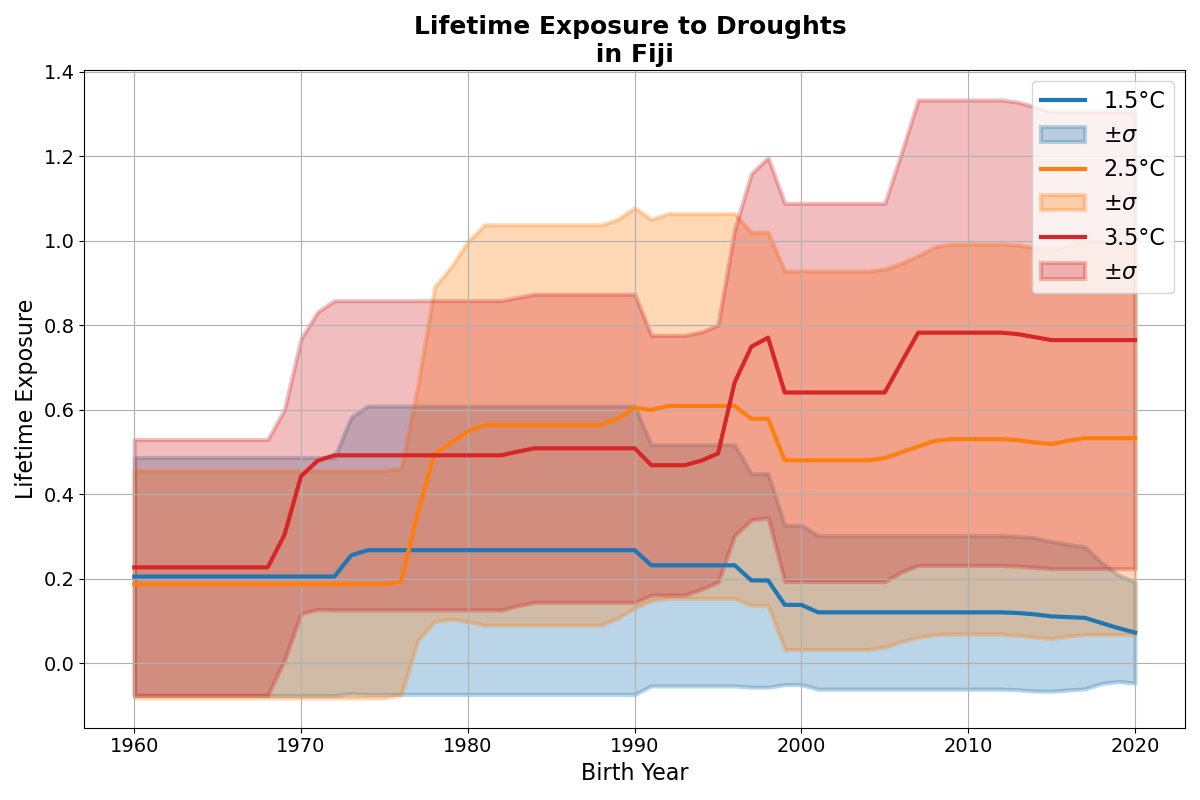 Lifetime Exposure to Droughts
in Fiji
1.4
1.2
1.0
0.8
0.6
0.4
0.2
0.0
Lifetime Exposure
1960
1970
1980
1990
2000
2010
2020
Birth Year
1.5°C
±σ
2.5°C
±σ
3.5°C
±σ